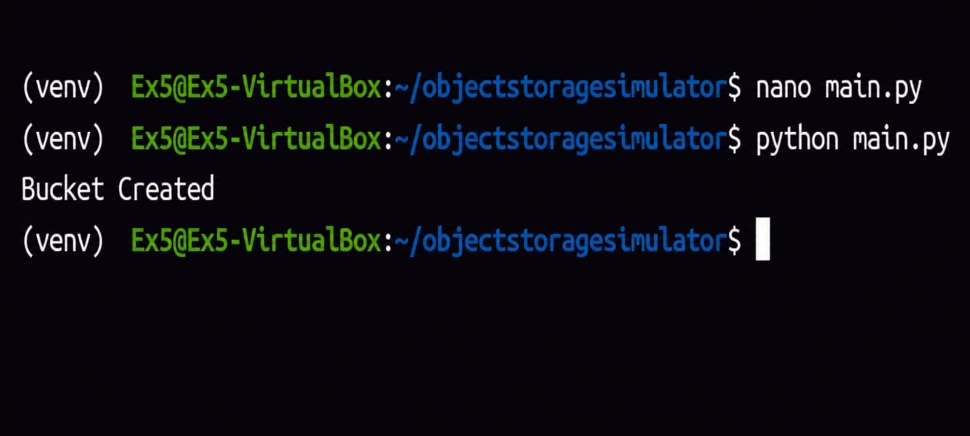 (venv) Ex5@Ex5-VirtualBox:~/objectstoragesimulator$ nano main.py
(venv) Ex5@Ex5-VirtualBox:~/objectstoragesimulator$ python main.py
Bucket Created
(venv) Ex5@Ex5-VirtualBox:~/objectstoragesimulator$